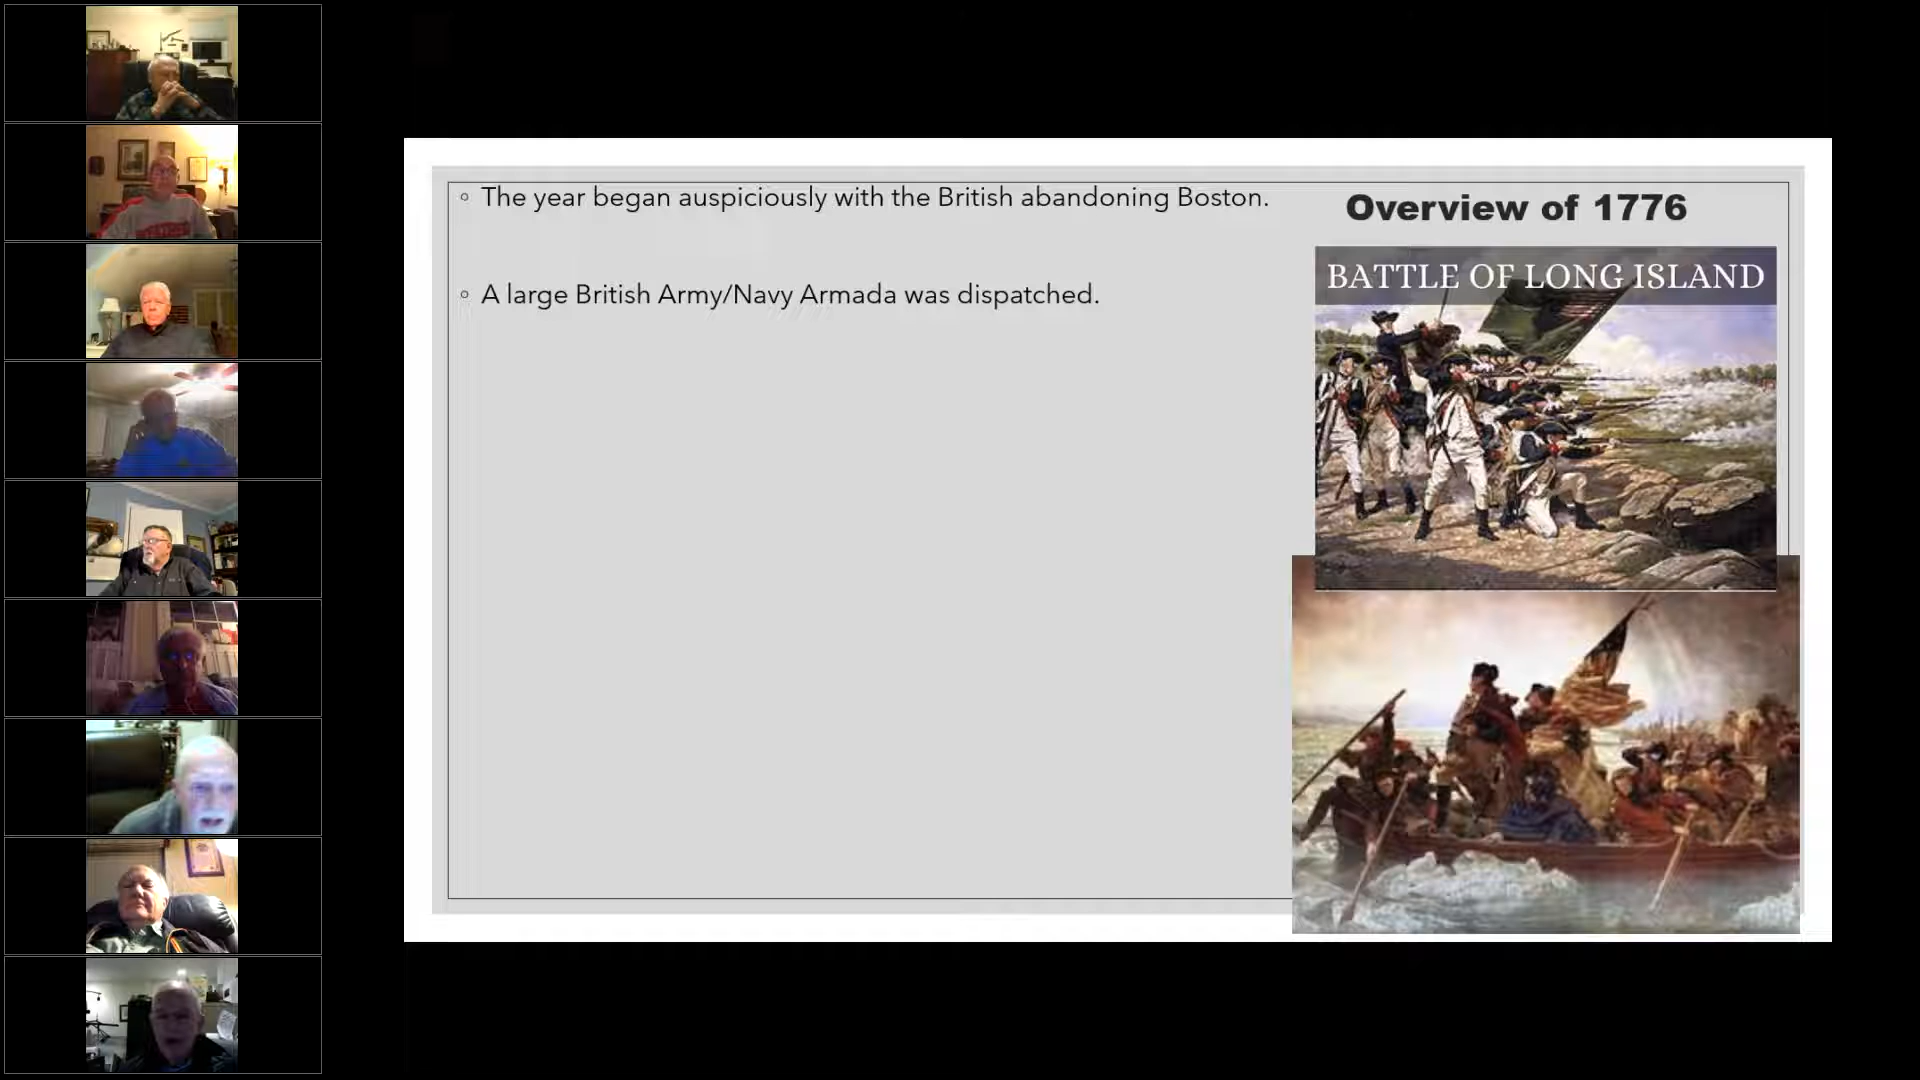 The year began auspiciously with the British abandoning Boston.
A large British Army/Navy Armada was dispatched.
Overview of 1776
BATTLE OF LONG ISLAND